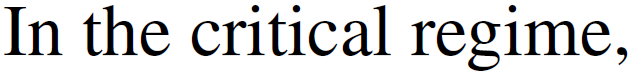 In the critical regime,